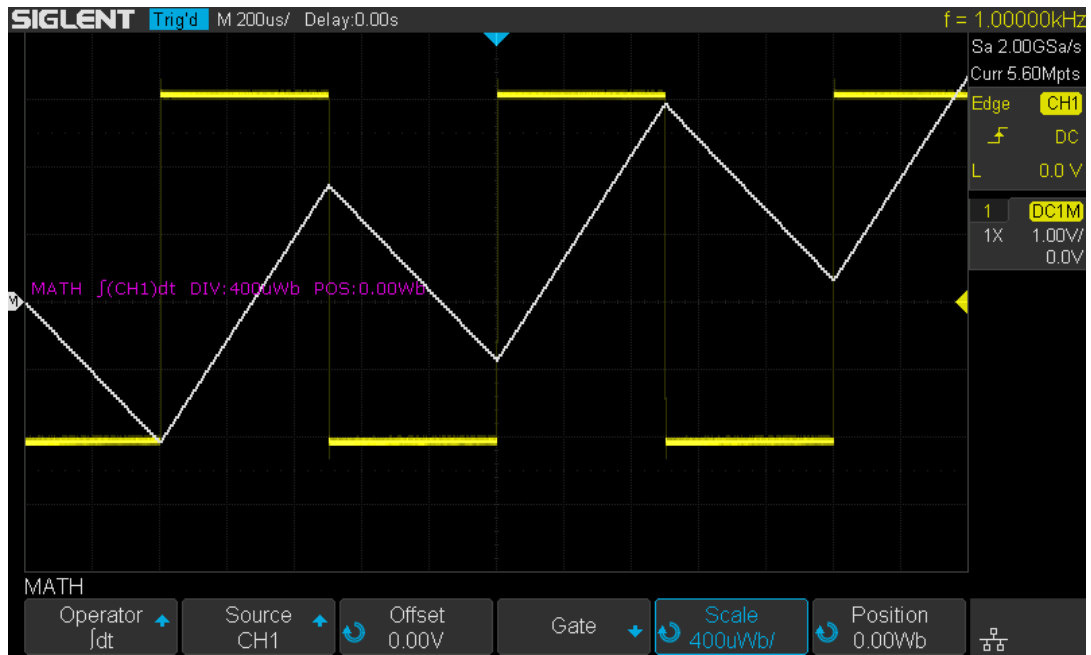 SIGLENT Trig'd M 200us/ Delay:0.00s f = 1.00000kHz
Sa 2.00GSa/s
Curr 5.60Mpts
Edge CH1
DC
L 0.0 V
1 DC1M
1X 1.00V/
0.0V
M
MATH ∫(CH1)dt DIV:400uWb POS:0.00Wb
MATH
Operator
∫dt
Source
CH1
Offset
0.00V
Gate
Scale
400uWb/
Position
0.00Wb